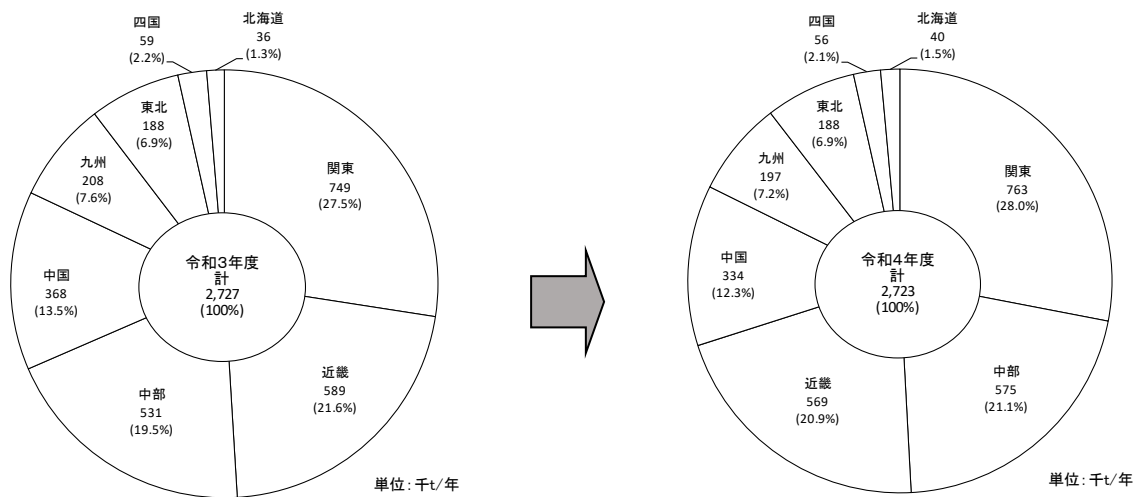 四国
59
(2.2%)
北海道
36
(1.3%)
東北
188
(6.9%)
九州
208
(7.6%)
関東
749
(27.5%)
令和3年度
計
2,727
(100%)
中国
368
(13.5%)
中部
531
(19.5%)
近畿
589
(21.6%)
単位：千t/年
四国
56
(2.1%)
北海道
40
(1.5%)
東北
188
(6.9%)
九州
197
(7.2%)
関東
763
(28.0%)
令和4年度
計
2,723
(100%)
中国
334
(12.3%)
近畿
569
(20.9%)
中部
575
(21.1%)
単位：千t/年